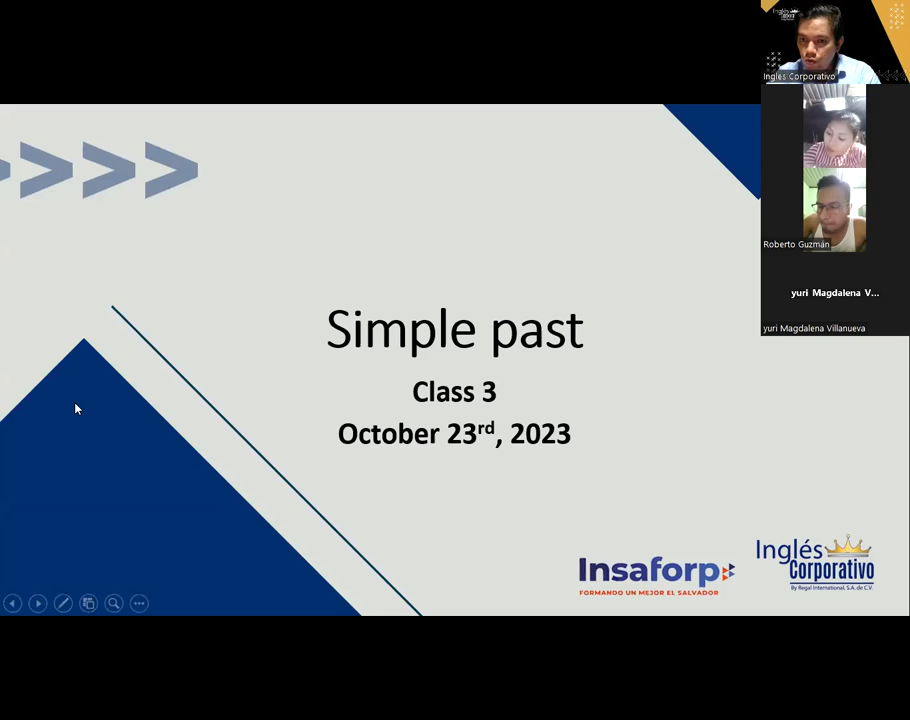 Simple past
Class 3
October 23rd, 2023
Insaforp
FORMANDO UN MEJOR EL SALVADOR
Inglés
Corporativo
By Regal International, S.A. de C.V.
Inglés
Ingles Corporativo
Roberto Guzmán
yuri Magdalena V...
yuri Magdalena Villanueva